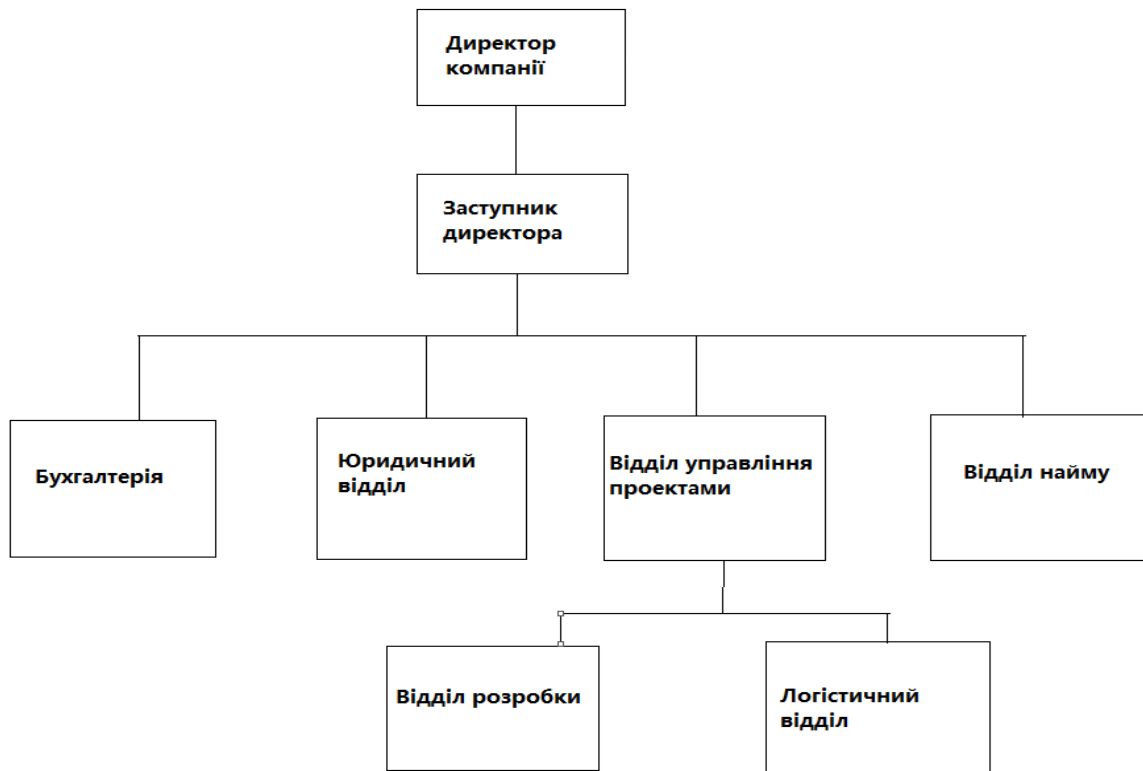 Директор
компанії
Заступник
директора
Бухгалтерія
Юридичний
відділ
Відділ управління
проектами
Відділ найму
Відділ розробки
Логістичний
відділ